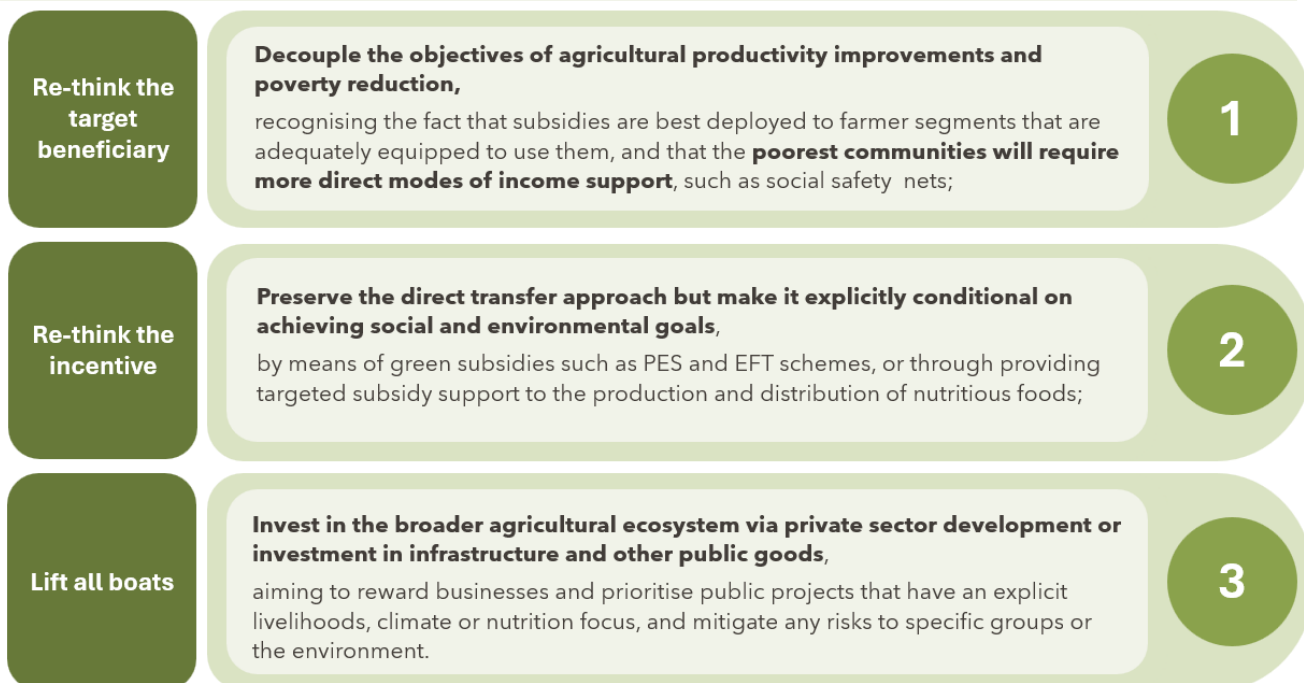 Re-think the
target
beneficiary
Decouple the objectives of agricultural productivity improvements and
poverty reduction,
recognising the fact that subsidies are best deployed to farmer segments that are
adequately equipped to use them, and that the poorest communities will require
more direct modes of income support, such as social safety nets;
1
Re-think the
incentive
Preserve the direct transfer approach but make it explicitly conditional on
achieving social and environmental goals,
by means of green subsidies such as PES and EFT schemes, or through providing
targeted subsidy support to the production and distribution of nutritious foods;
2
Lift all boats
Invest in the broader agricultural ecosystem via private sector development or
investment in infrastructure and other public goods,
aiming to reward businesses and prioritise public projects that have an explicit
livelihoods, climate or nutrition focus, and mitigate any risks to specific groups or
the environment.
3